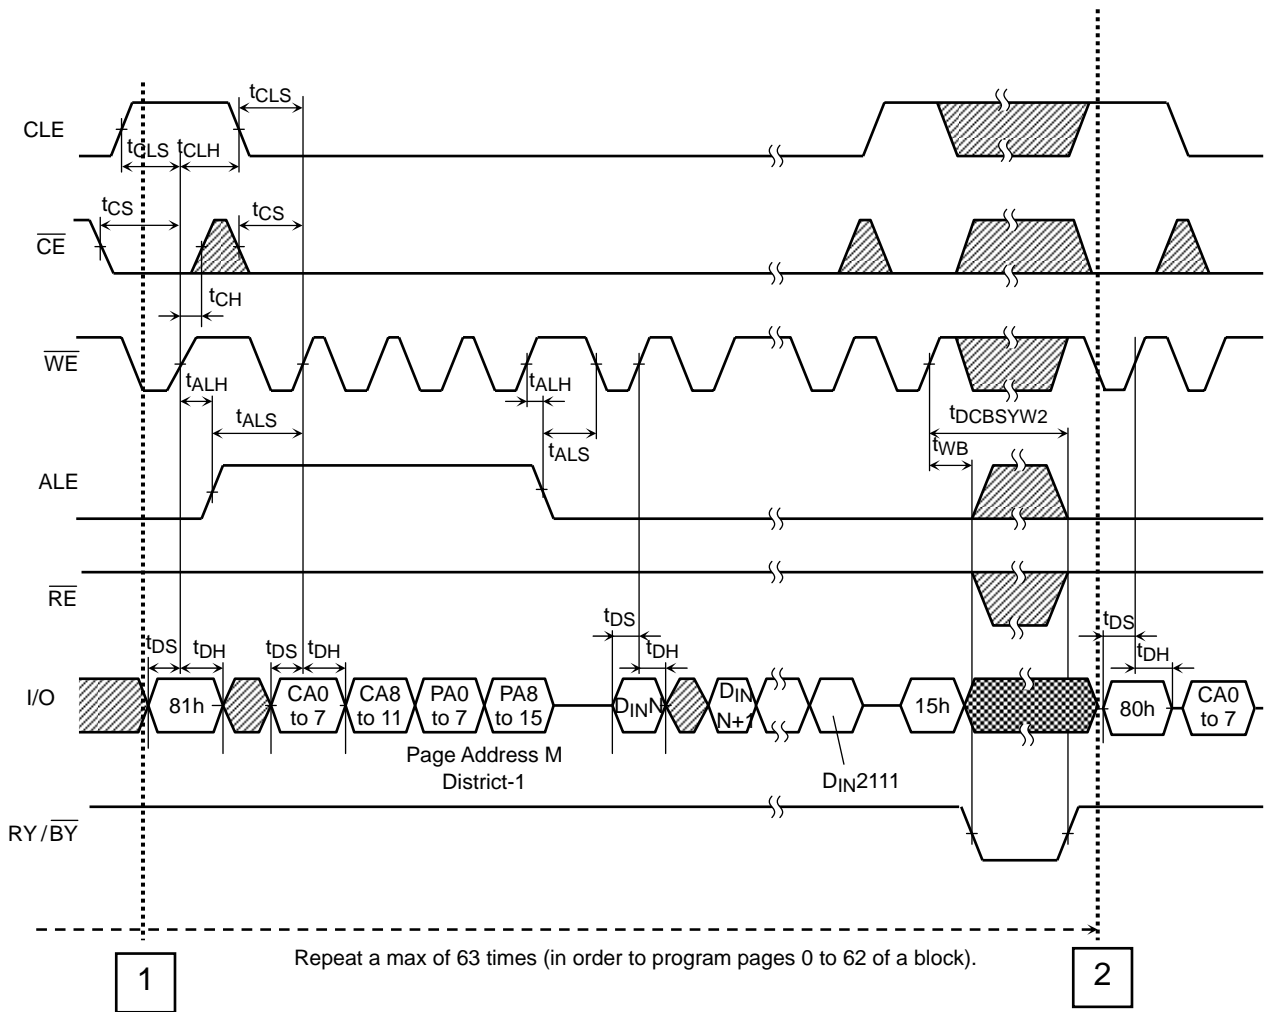 tCLS
CLE
tCLS tCLH
tCS tCS
CE
tCH
WE
tALH tALH
tDCBSYW2
tALS
tALS
tWB
ALE
RE
tDS
tDS tDH tDS tDH
tDH
tDH
I/O
81h
CA0 to 7
CA8 to 11
PA0 to 7
PA8 to 15
DINN
DIN N+1
15h
80h
CA0 to 7
Page Address M
District-1
DIN2111
RY/BY
Repeat a max of 63 times (in order to program pages 0 to 62 of a block).
1
2